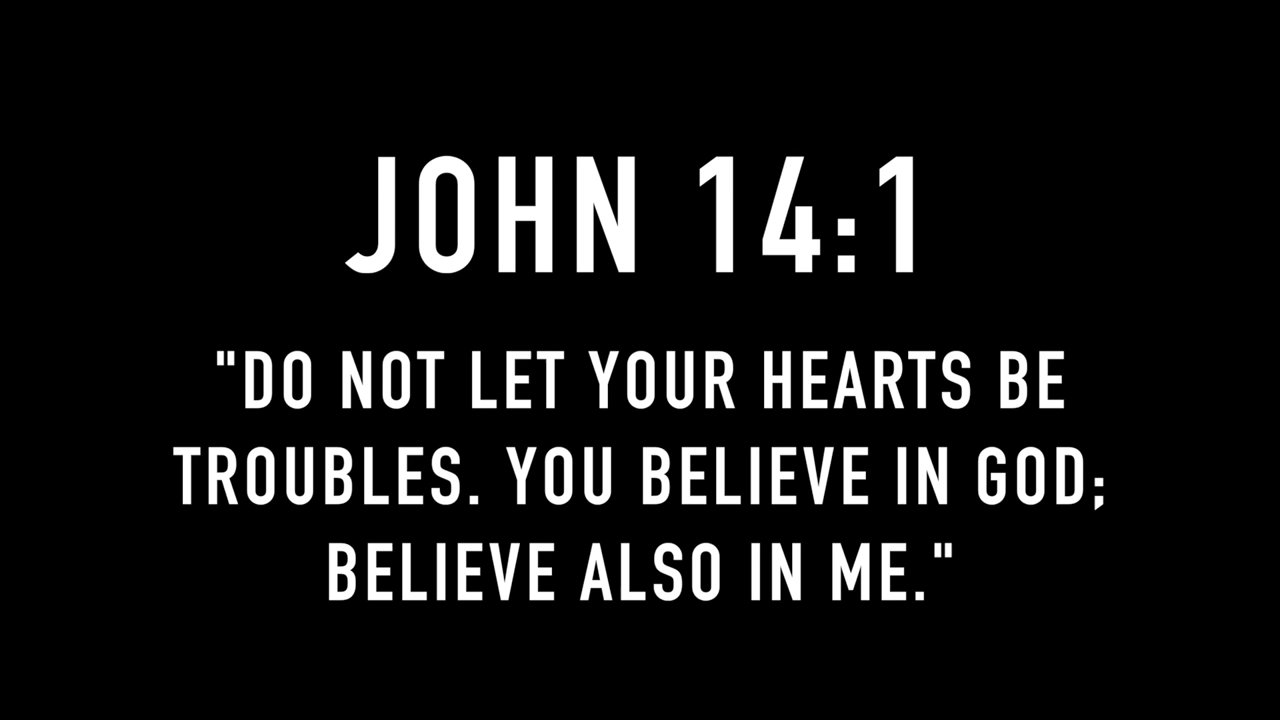 JOHN 14:1
"DO NOT LET YOUR HEARTS BE
TROUBLES. YOU BELIEVE IN GOD;
BELIEVE ALSO IN ME."